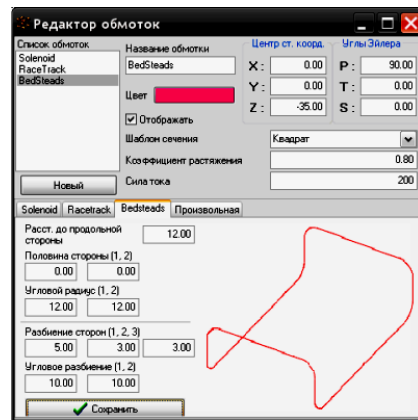 Редактор обмоток
Список обмоток
Solenoid
RaceTrack
BedSteads
Новый
Название обмотки
BedSteads
Цвет
Отображать
Центр ст. коорд.
X: 0.00
Y: 0.00
Z: -35.00
Углы Эйлера
P: 90.00
T: 0.00
S: 0.00
Шаблон сечения Квадрат
Коэффициент растяжения 0.80
Сила тока 200
Solenoid Racetrack Bedsteads Произвольная
Расст. до продольной 12.00
стороны
Половина стороны (1, 2)
0.00 0.00
Угловой радиус (1, 2)
12.00 12.00
Разбиение сторон (1, 2, 3)
5.00 3.00 3.00
Угловое разбиение (1, 2)
10.00 10.00
Сохранить